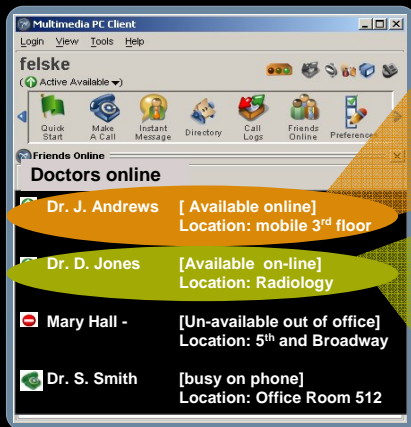 Multimedia PC Client
Login View Tools Help
felske
(Active Available)
Quick Start
Make A Call
Instant Message
Directory
Call Logs
Friends Online
Preferences
Friends Online
Doctors online
Dr. J. Andrews [ Available online]
Location: mobile 3rd floor
Dr. D. Jones [Available on-line]
Location: Radiology
Mary Hall - [Un-available out of office]
Location: 5th and Broadway
Dr. S. Smith [busy on phone]
Location: Office Room 512